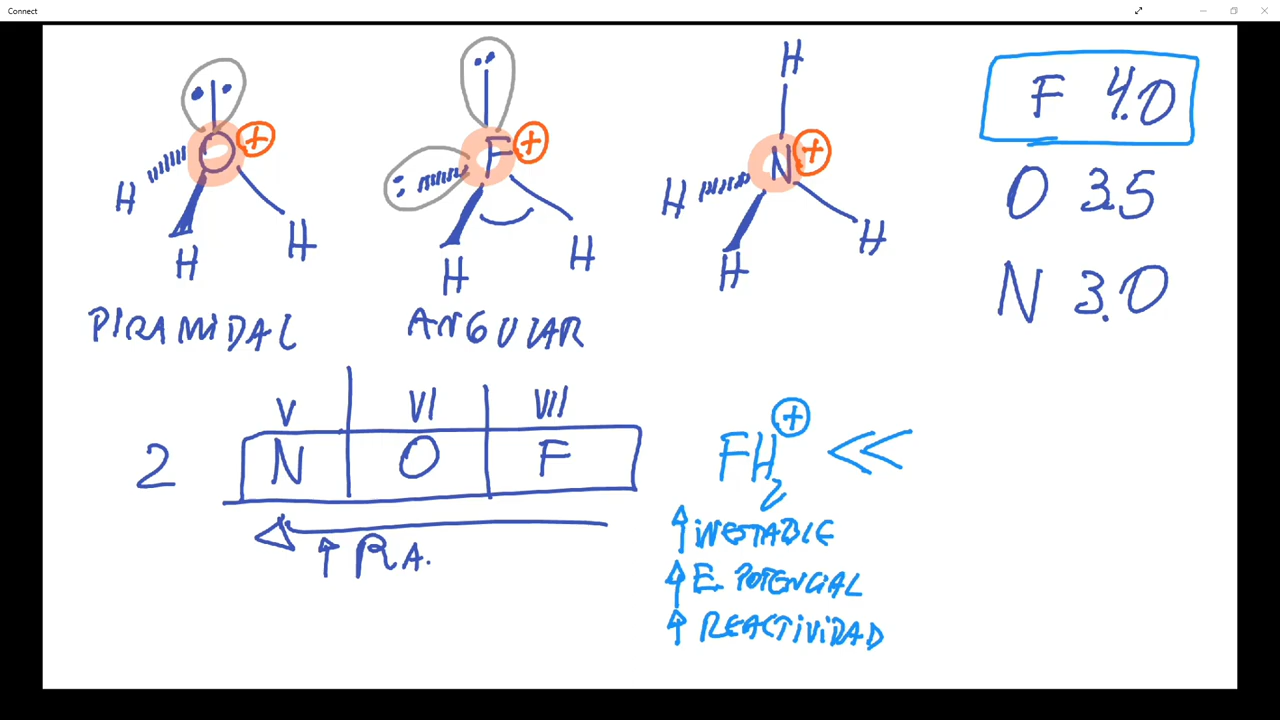 Connect
H
F 4.0
O +
F +
N +
H
H
H
H
H
H
H
H
H
O 3.5
N 3.0
PIRAMIDAL
ANGULAR
V VI VII
2 N O F
FH2+ <<
↑ R A.
↑ INESTABLE
↑ E. POTENCIAL
↑ REACTIVIDAD